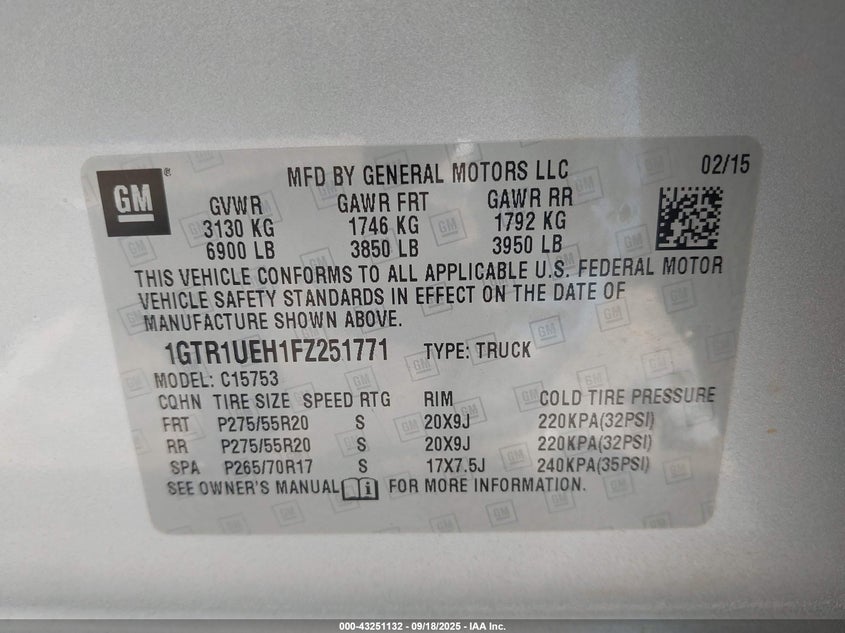 GM ®
MFD BY GENERAL MOTORS LLC 02/15
GVWR GAWR FRT GAWR RR
3130 KG 1746 KG 1792 KG
6900 LB 3850 LB 3950 LB
THIS VEHICLE CONFORMS TO ALL APPLICABLE U.S. FEDERAL MOTOR
VEHICLE SAFETY STANDARDS IN EFFECT ON THE DATE OF
MANUFACTURE SHOWN ABOVE.
1GTR1UEH1FZ251771 TYPE: TRUCK
MODEL: C15753
CQHN TIRE SIZE SPEED RTG RIM COLD TIRE PRESSURE
FRT P275/55R20 S 20X9J 220KPA(32PSI)
RR P275/55R20 S 20X9J 220KPA(32PSI)
SPA P265/70R17 S 17X7.5J 240KPA(35PSI)
SEE OWNER'S MANUAL i FOR MORE INFORMATION.
000-43251132 - 09/18/2025 - IAA Inc.